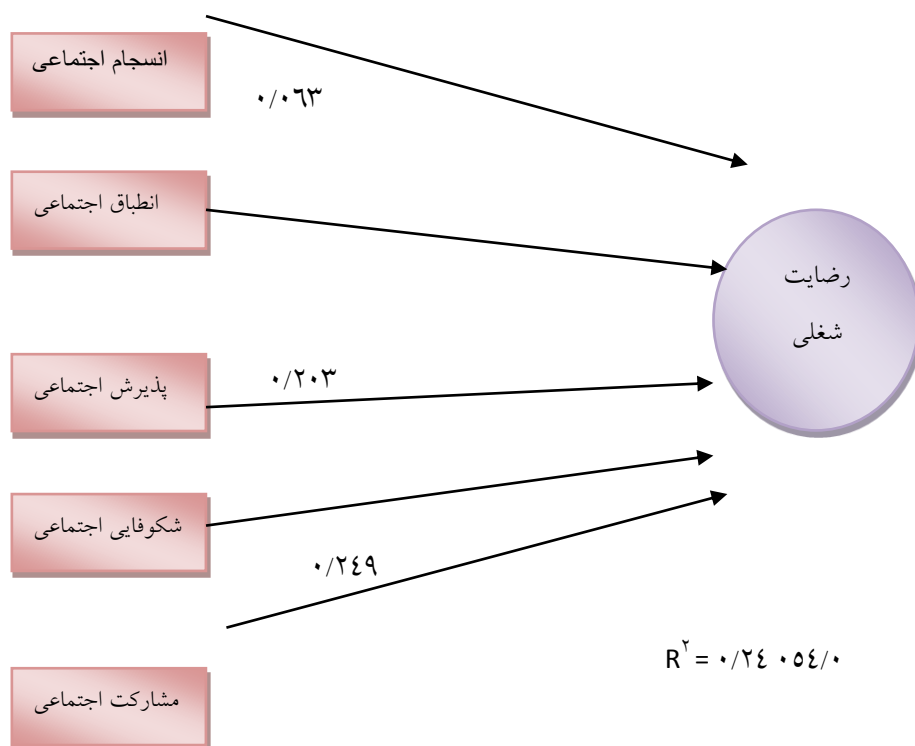 انسجام اجتماعی
۰/۰٦۳
انطباق اجتماعی
رضایت
شغلی
پذیرش اجتماعی
۰/۲۰۳
شکوفایی اجتماعی
۰/۲٤۹
R۲ = ۰/۲٤ ۰٥٤/۰
مشارکت اجتماعی